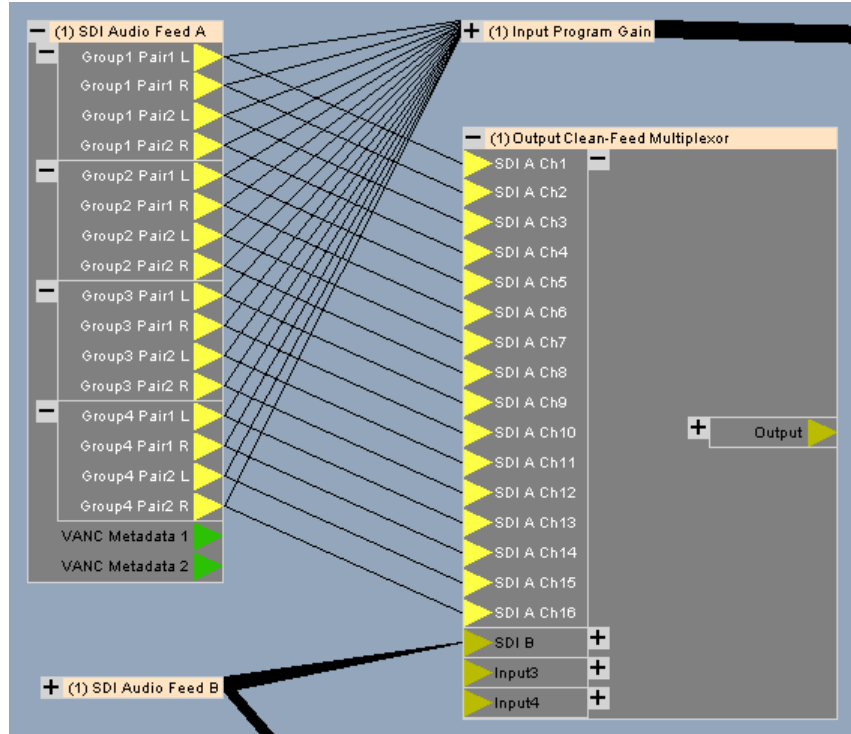 (1) SDI Audio Feed A
Group1 Pair1 L
Group1 Pair1 R
Group1 Pair2 L
Group1 Pair2 R
Group2 Pair1 L
Group2 Pair1 R
Group2 Pair2 L
Group2 Pair2 R
Group3 Pair1 L
Group3 Pair1 R
Group3 Pair2 L
Group3 Pair2 R
Group4 Pair1 L
Group4 Pair1 R
Group4 Pair2 L
Group4 Pair2 R
VANC Metadata 1
VANC Metadata 2
(1) SDI Audio Feed B
(1) Input Program Gain
(1) Output Clean-Feed Multiplexor
SDI A Ch1
SDI A Ch2
SDI A Ch3
SDI A Ch4
SDI A Ch5
SDI A Ch6
SDI A Ch7
SDI A Ch8
SDI A Ch9
SDI A Ch10
SDI A Ch11
SDI A Ch12
SDI A Ch13
SDI A Ch14
SDI A Ch15
SDI A Ch16
SDI B
Input3
Input4
Output